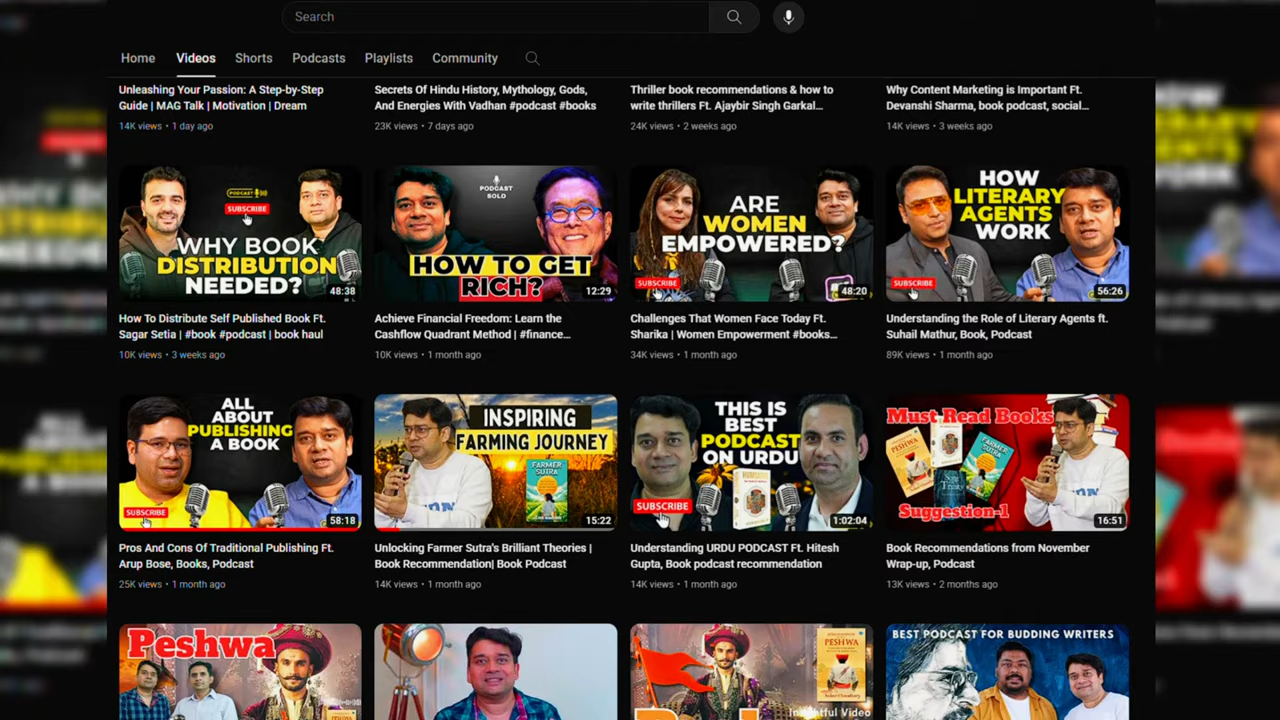 Search
Home Videos Shorts Podcasts Playlists Community
Unleashing Your Passion: A Step-by-Step
Guide | MAG Talk | Motivation | Dream
14K views • 1 day ago
Secrets Of Hindu History, Mythology, Gods,
And Energies With Vadhan #podcast #books
23K views • 7 days ago
Thriller book recommendations & how to
write thrillers Ft. Ajaybir Singh Garkal...
24K views • 2 weeks ago
Why Content Marketing is Important Ft.
Devanshi Sharma, book podcast, social...
14K views • 3 weeks ago
PODCAST
SUBSCRIBE
WHY BOOK
DISTRIBUTION
NEEDED?
48:38
How To Distribute Self Published Book Ft.
Sagar Setia | #book #podcast | book haul
10K views • 3 weeks ago
PODCAST
SOLO
HOW TO GET
RICH?
12:29
Achieve Financial Freedom: Learn the
Cashflow Quadrant Method | #finance...
10K views • 1 month ago
ARE
WOMEN
EMPOWERED?
SUBSCRIBE
48:20
Challenges That Women Face Today Ft.
Sharika | Women Empowerment #books...
34K views • 1 month ago
HOW
LITERARY
AGENTS
WORK
SUBSCRIBE
56:26
Understanding the Role of Literary Agents ft.
Suhail Mathur, Book, Podcast
89K views • 1 month ago
ALL
ABOUT
PUBLISHING
A BOOK
SUBSCRIBE
58:18
Pros And Cons Of Traditional Publishing Ft.
Arup Bose, Books, Podcast
25K views • 1 month ago
INSPIRING
FARMING JOURNEY
FARMER
SUTRA
15:22
Unlocking Farmer Sutra's Brilliant Theories |
Book Recommendation| Book Podcast
14K views • 1 month ago
THIS IS
BEST
PODCAST
ON URDU
SUBSCRIBE
1:02:04
Understanding URDU PODCAST Ft. Hitesh
Gupta, Book podcast recommendation
14K views • 1 month ago
Must Read Books
PESHWA
FARMER
SUTRA
Suggestion-1
16:51
Book Recommendations from November
Wrap-up, Podcast
13K views • 2 months ago
Peshwa
PESHWA
PESHWA
Insightful Video
BEST PODCAST FOR BUDDING WRITERS